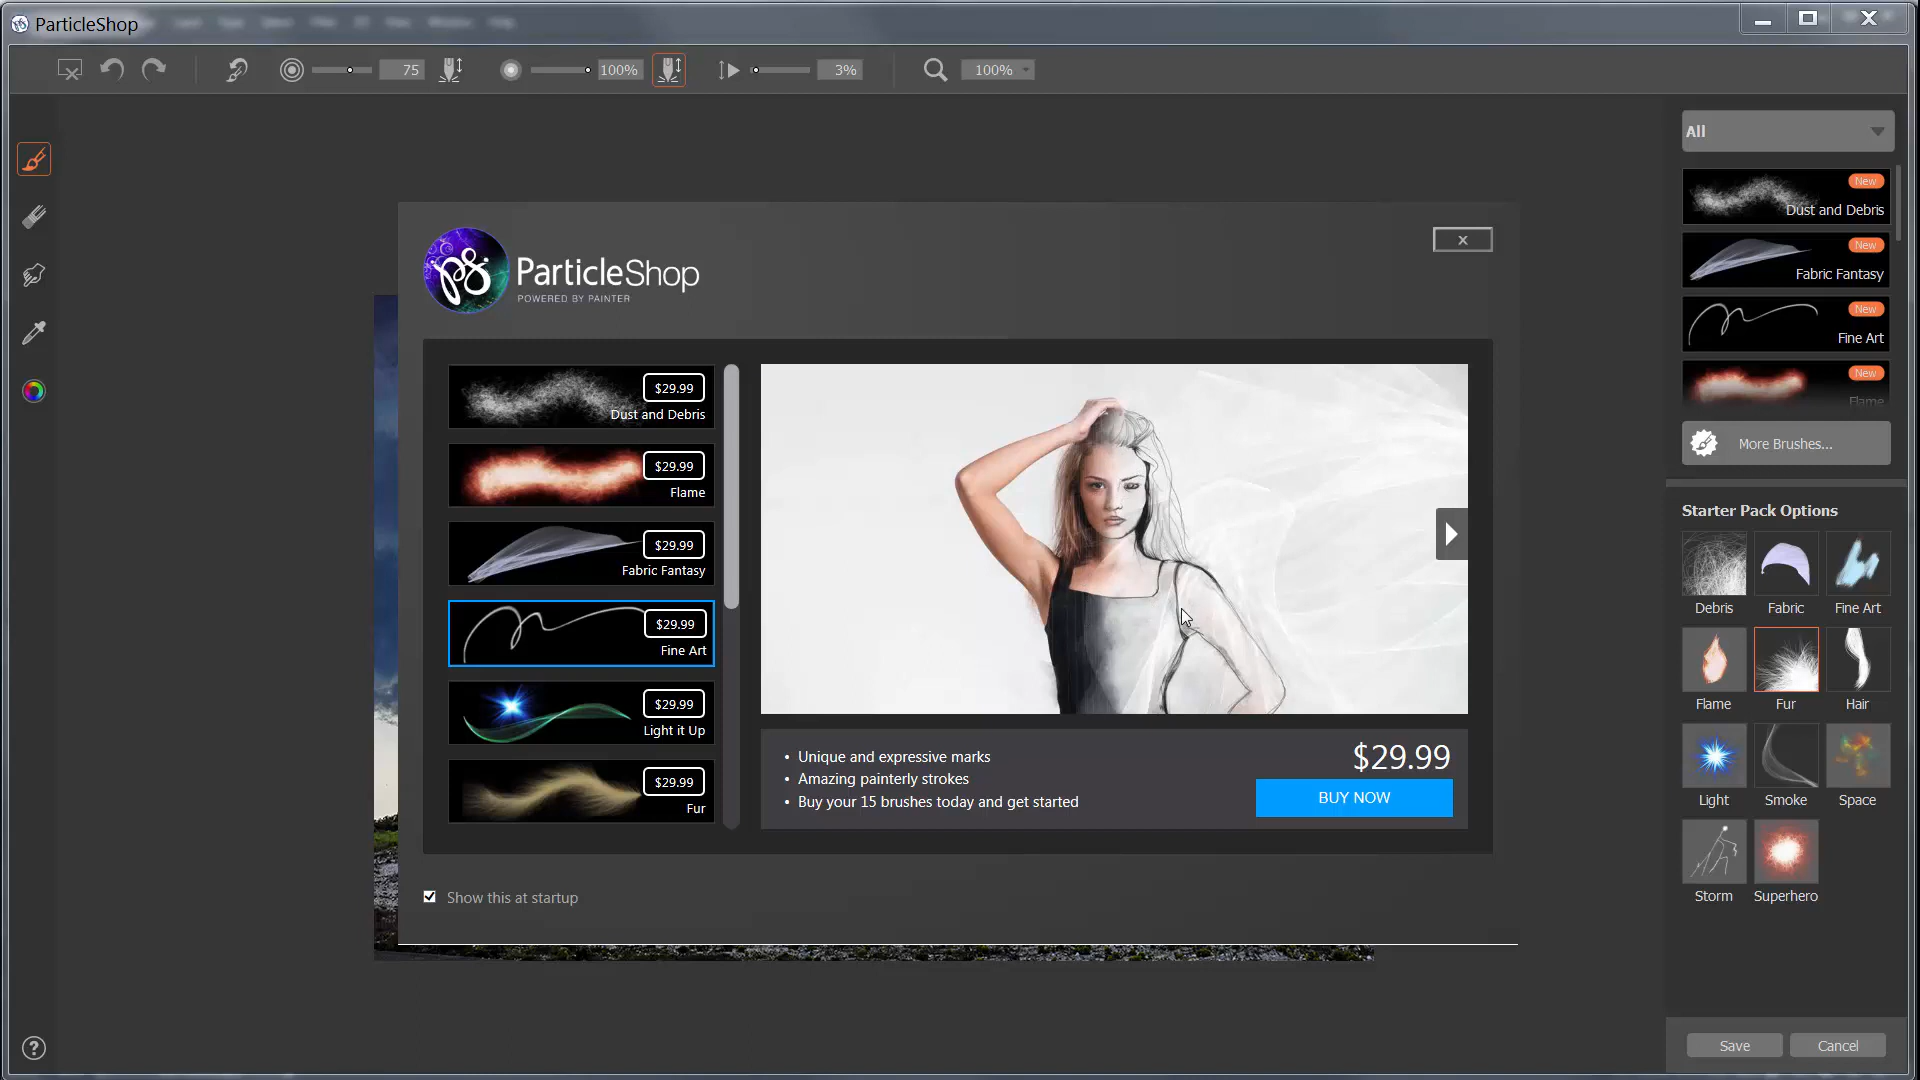 ParticleShop
75
100%
3%
100%
All
New
Dust and Debris
New
Fabric Fantasy
New
Fine Art
New
Flame
More Brushes...
Starter Pack Options
Debris
Fabric
Fine Art
Flame
Fur
Hair
Light
Smoke
Space
Storm
Superhero
Save
Cancel
ps
ParticleShop
POWERED BY PAINTER
x
$29.99
Dust and Debris
$29.99
Flame
$29.99
Fabric Fantasy
$29.99
Fine Art
$29.99
Light it Up
$29.99
Fur
• Unique and expressive marks
• Amazing painterly strokes
• Buy your 15 brushes today and get started
$29.99
BUY NOW
Show this at startup
?